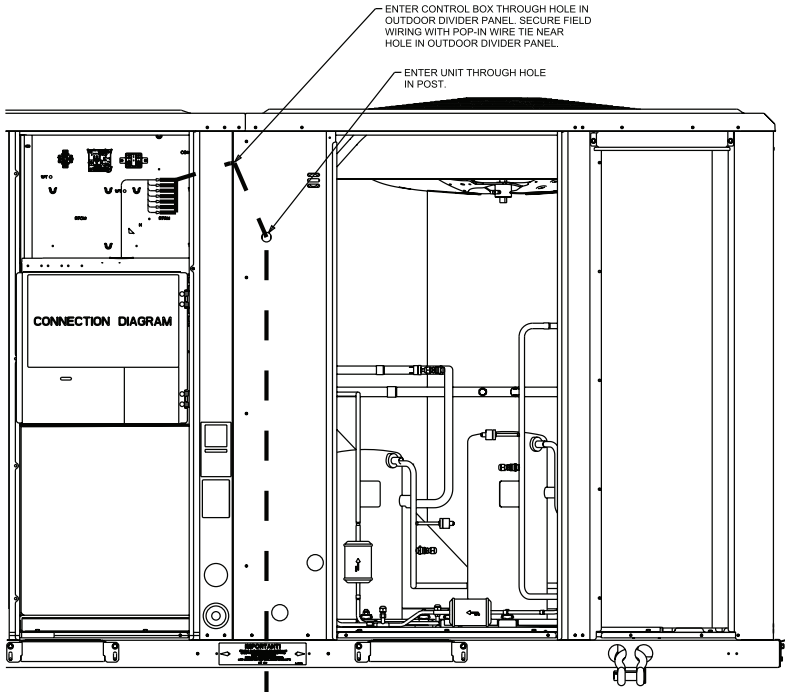 ENTER CONTROL BOX THROUGH HOLE IN
OUTDOOR DIVIDER PANEL. SECURE FIELD
WIRING WITH POP-IN WIRE TIE NEAR
HOLE IN OUTDOOR DIVIDER PANEL.
ENTER UNIT THROUGH HOLE
IN POST.
CONNECTION DIAGRAM
IMPORTANT!